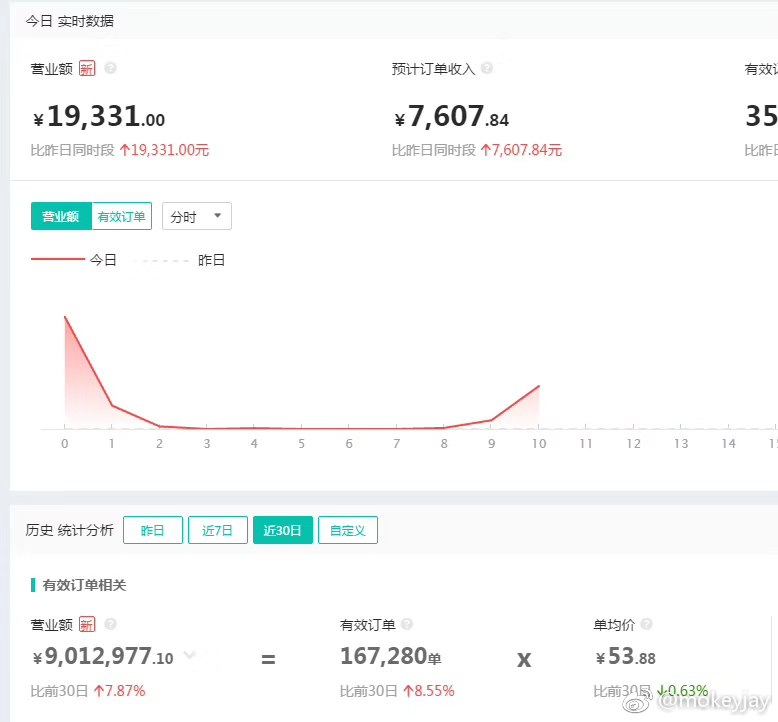 今日 实时数据
营业额 新 ? 预计订单收入 ?
¥19,331.00 ¥7,607.84 35
比昨日同时段 ↑19,331.00元 比昨日同时段 ↑7,607.84元
营业额 有效订单 分时
今日 昨日
0 1 2 3 4 5 6 7 8 9 10 11 12 13 14
历史 统计分析 昨日 近7日 近30日 自定义
有效订单相关
营业额 新 ? 有效订单 ? 单均价 ?
¥9,012,977.10 = 167,280单 x ¥53.88
比前30日 ↑7.87% 比前30日 ↑8.55% 比前30日 ↓0.63%
@mokeyjay